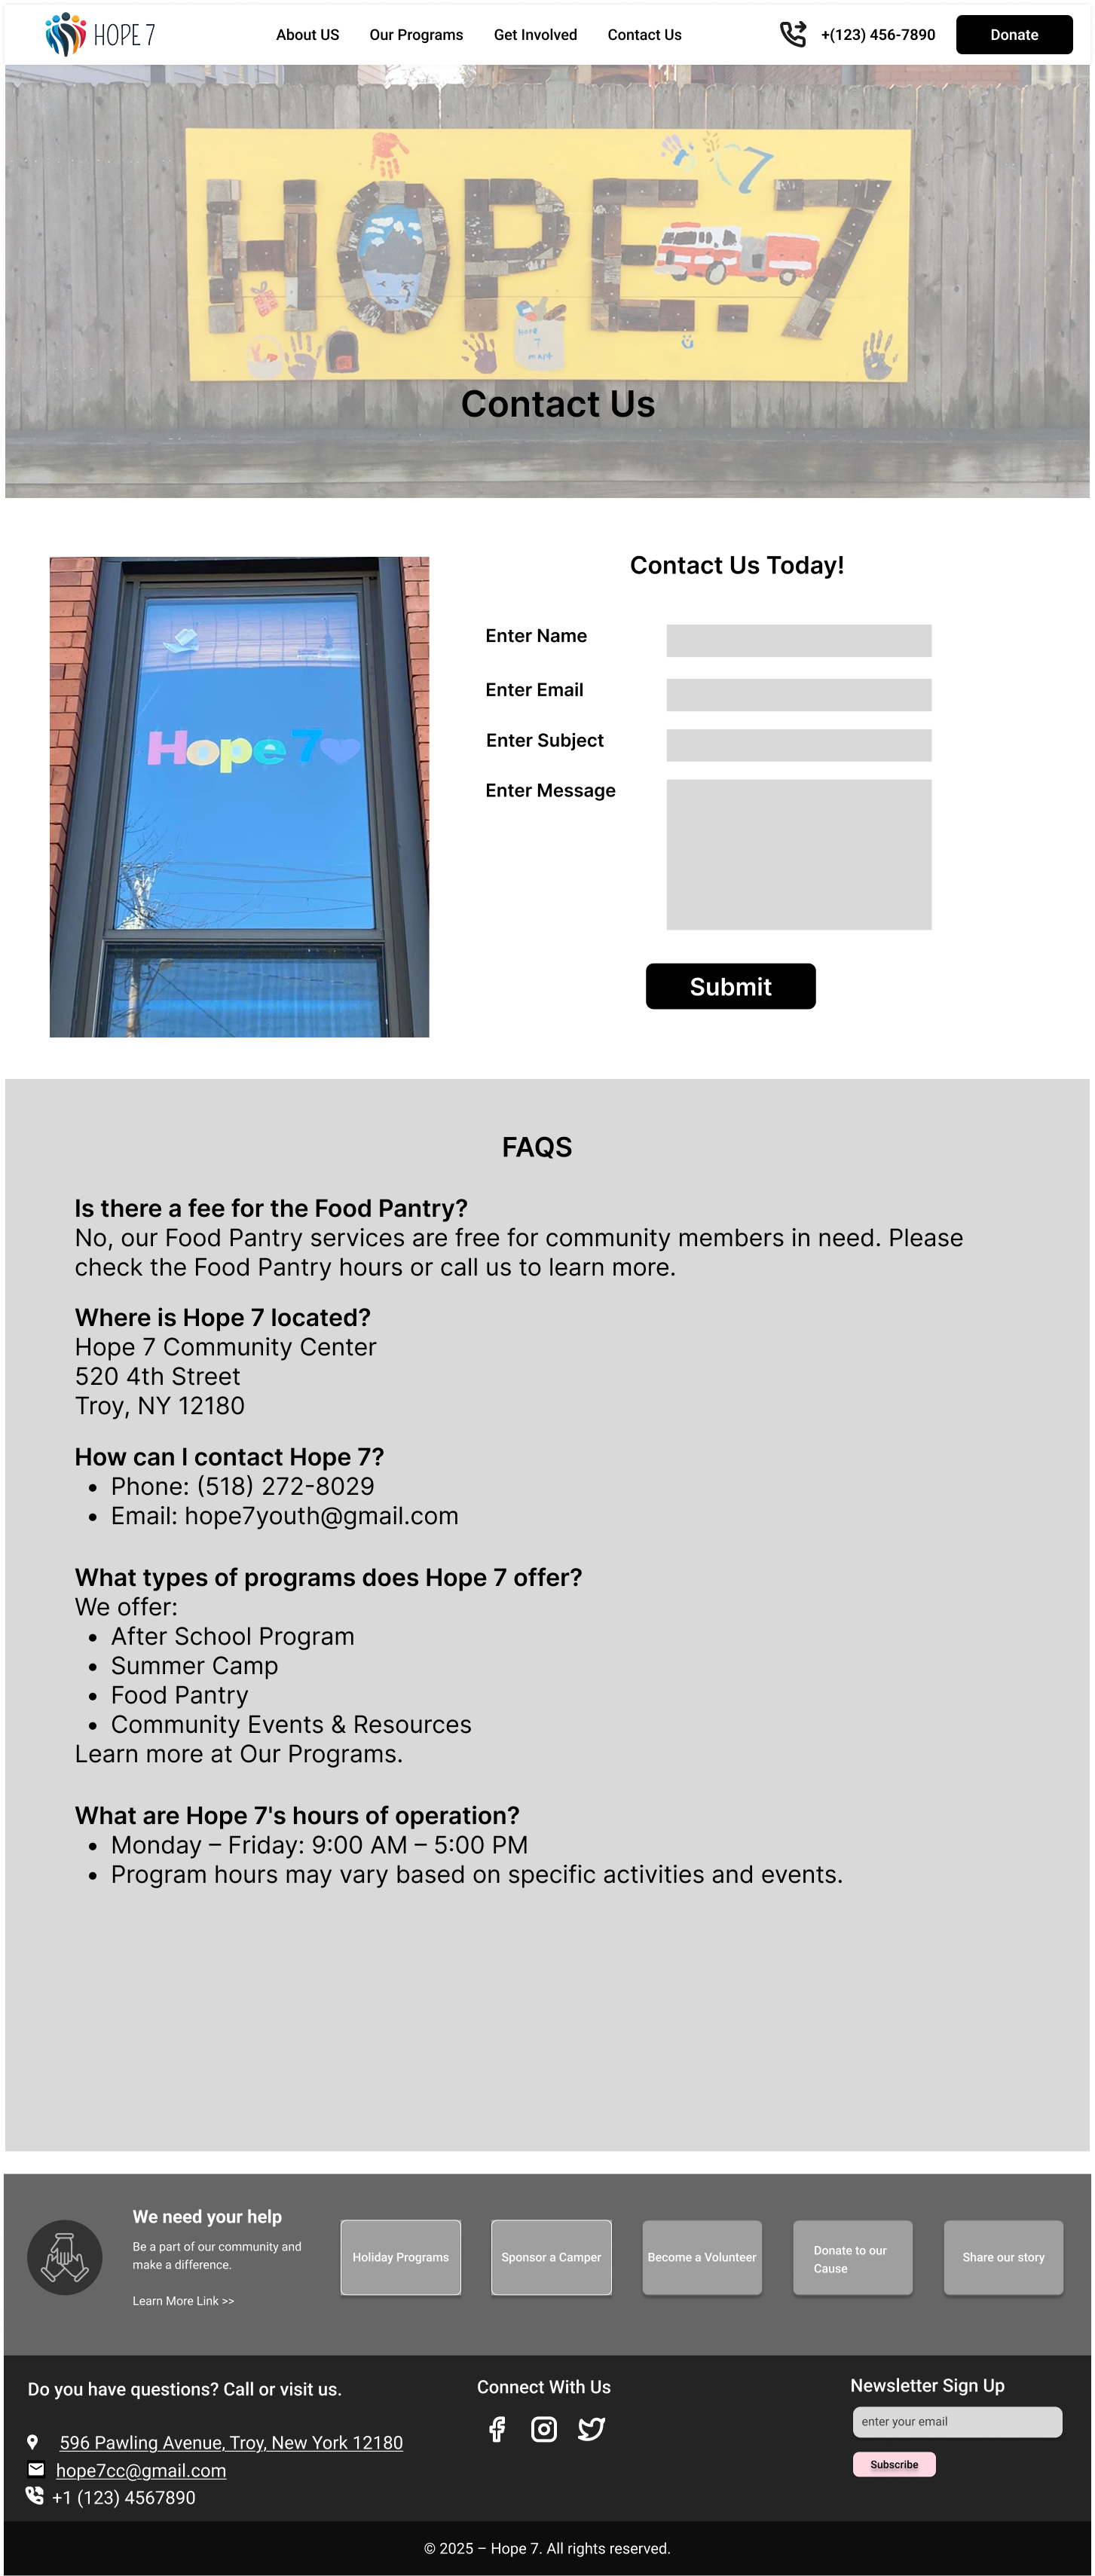 HOPE 7
About US
Our Programs
Get Involved
Contact Us
+(123) 456-7890
Donate
HOPE 7
7
Hope
7
mart
Contact Us
Hope 7
Contact Us Today!
Enter Name
Enter Email
Enter Subject
Enter Message
Submit
FAQS
Is there a fee for the Food Pantry?
No, our Food Pantry services are free for community members in need. Please
check the Food Pantry hours or call us to learn more.
Where is Hope 7 located?
Hope 7 Community Center
520 4th Street
Troy, NY 12180
How can I contact Hope 7?
• Phone: (518) 272-8029
• Email: hope7youth@gmail.com
What types of programs does Hope 7 offer?
We offer:
• After School Program
• Summer Camp
• Food Pantry
• Community Events & Resources
Learn more at Our Programs.
What are Hope 7's hours of operation?
• Monday – Friday: 9:00 AM – 5:00 PM
• Program hours may vary based on specific activities and events.
We need your help
Be a part of our community and
make a difference.
Learn More Link >>
Holiday Programs
Sponsor a Camper
Become a Volunteer
Donate to our
Cause
Share our story
Do you have questions? Call or visit us.
596 Pawling Avenue, Troy, New York 12180
hope7cc@gmail.com
+1 (123) 4567890
Connect With Us
Newsletter Sign Up
enter your email
Subscribe
© 2025 – Hope 7. All rights reserved.